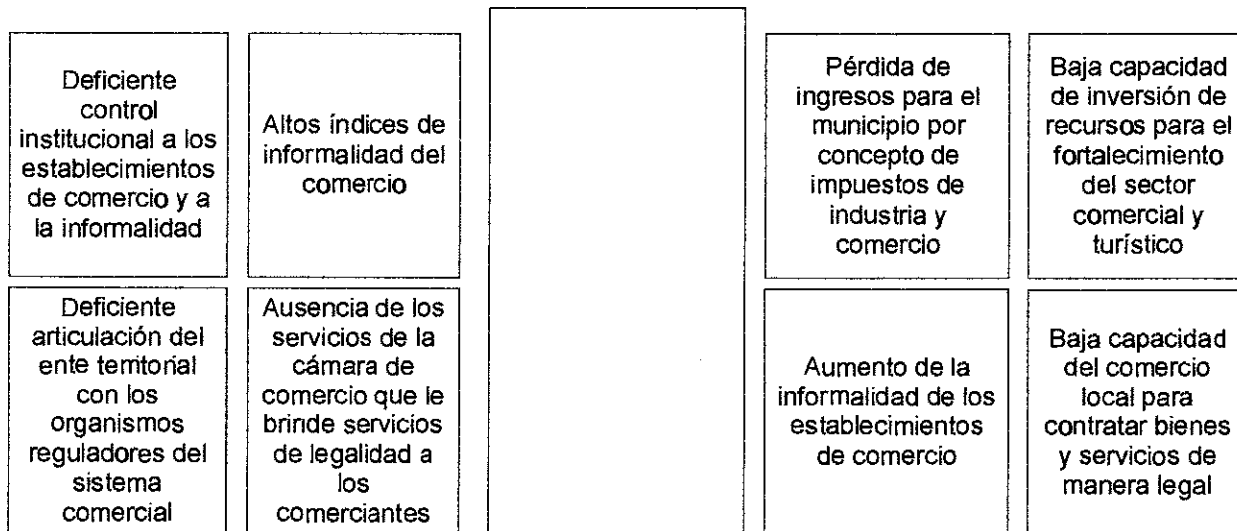 Deficiente
control
institucional a los
establecimientos
de comercio y a
la informalidad
Altos índices de
informalidad del
comercio
Pérdida de
ingresos para el
municipio por
concepto de
impuestos de
industria y
comercio
Baja capacidad
de inversión de
recursos para el
fortalecimiento
del sector
comercial y
turístico
Deficiente
articulación del
ente territorial
con los
organismos
reguladores del
sistema
comercial
Ausencia de los
servicios de la
cámara de
comercio que le
brinde servicios
de legalidad a
los
comerciantes
Aumento de la
informalidad de los
establecimientos
de comercio
Baja capacidad
del comercio
local para
contratar bienes
y servicios de
manera legal